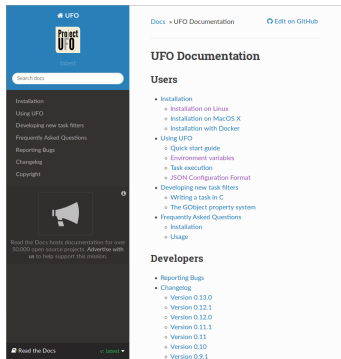 UFO
Project
UFO
latest
Search docs
Installation
Using UFO
Developing new task filters
Frequently Asked Questions
Reporting Bugs
Changelog
Copyright
Read the Docs hosts documentation for over
50,000 open source projects. Advertise with
us to help support this mission.
Read the Docs
v: latest
Docs » UFO Documentation
Edit on GitHub
UFO Documentation
Users
Installation
Installation on Linux
Installation on MacOS X
Installation with Docker
Using UFO
Quick start guide
Environment variables
Task execution
JSON Configuration Format
Developing new task filters
Writing a task in C
The GObject property system
Frequently Asked Questions
Installation
Usage
Developers
Reporting Bugs
Changelog
Version 0.13.0
Version 0.12.1
Version 0.12.0
Version 0.11.1
Version 0.11
Version 0.10
Version 0.9.1